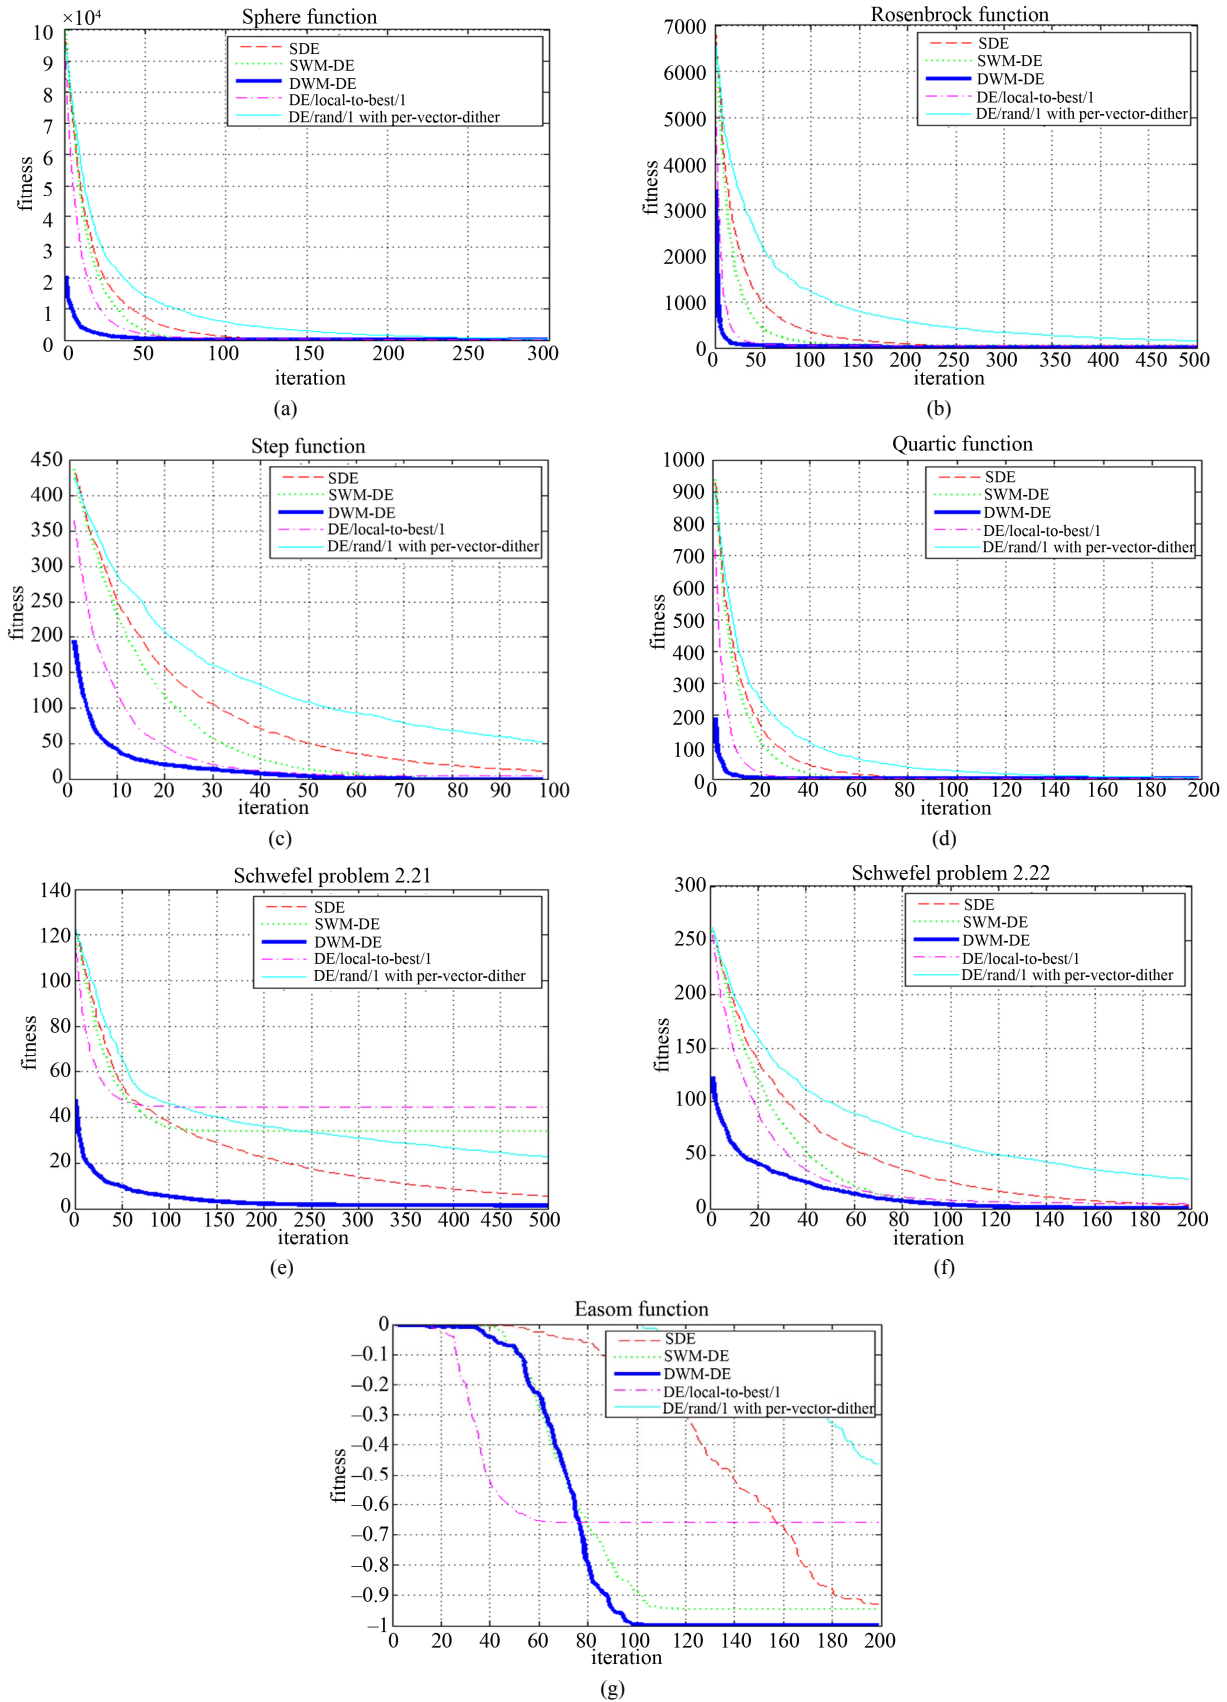 Sphere function
×10⁴
10
9
8
7
6
5
4
3
2
1
0
fitness
SDE
SWM-DE
DWM-DE
DE/local-to-best/1
DE/rand/1 with per-vector-dither
0 50 100 150 200 250 300
iteration
(a)
Rosenbrock function
7000
6000
5000
4000
3000
2000
1000
0
fitness
SDE
SWM-DE
DWM-DE
DE/local-to-best/1
DE/rand/1 with per-vector-dither
0 50 100 150 200 250 300 350 400 450 500
iteration
(b)
Step function
450
400
350
300
250
200
150
100
50
0
fitness
SDE
SWM-DE
DWM-DE
DE/local-to-best/1
DE/rand/1 with per-vector-dither
0 10 20 30 40 50 60 70 80 90 100
iteration
(c)
Quartic function
1000
900
800
700
600
500
400
300
200
100
0
fitness
SDE
SWM-DE
DWM-DE
DE/local-to-best/1
DE/rand/1 with per-vector-dither
0 20 40 60 80 100 120 140 160 180 200
iteration
(d)
Schwefel problem 2.21
140
120
100
80
60
40
20
0
fitness
SDE
SWM-DE
DWM-DE
DE/local-to-best/1
DE/rand/1 with per-vector-dither
0 50 100 150 200 250 300 350 400 450 500
iteration
(e)
Schwefel problem 2.22
300
250
200
150
100
50
0
fitness
SDE
SWM-DE
DWM-DE
DE/local-to-best/1
DE/rand/1 with per-vector-dither
0 20 40 60 80 100 120 140 160 180 200
iteration
(f)
Easom function
0
–0.1
–0.2
–0.3
–0.4
–0.5
–0.6
–0.7
–0.8
–0.9
–1
fitness
SDE
SWM-DE
DWM-DE
DE/local-to-best/1
DE/rand/1 with per-vector-dither
0 20 40 60 80 100 120 140 160 180 200
iteration
(g)